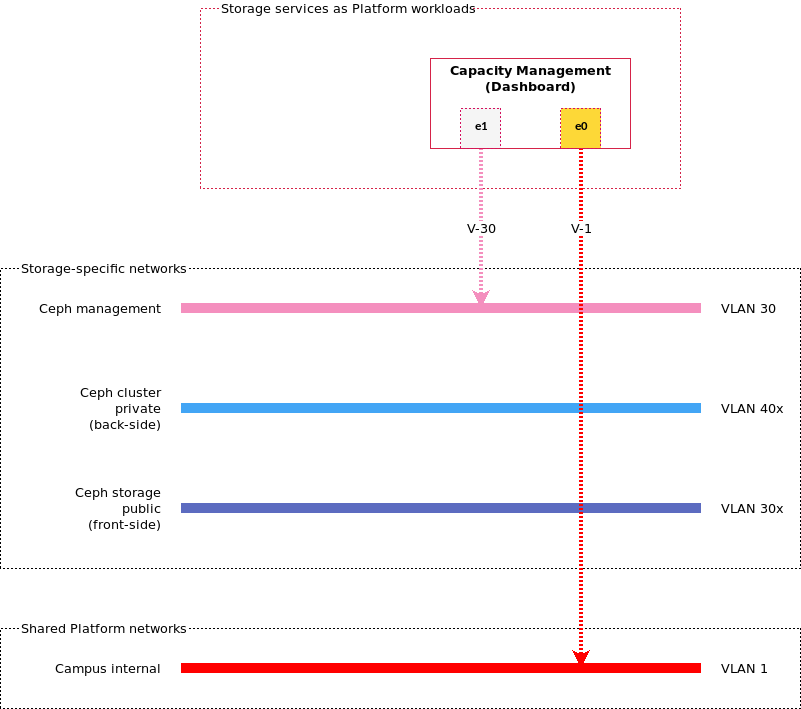 Storage services as Platform workloads
Capacity Management
(Dashboard)
e1
e0
V-30
V-1
Storage-specific networks
Ceph management
VLAN 30
Ceph cluster
private
(back-side)
VLAN 40x
Ceph storage
public
(front-side)
VLAN 30x
Shared Platform networks
Campus internal
VLAN 1